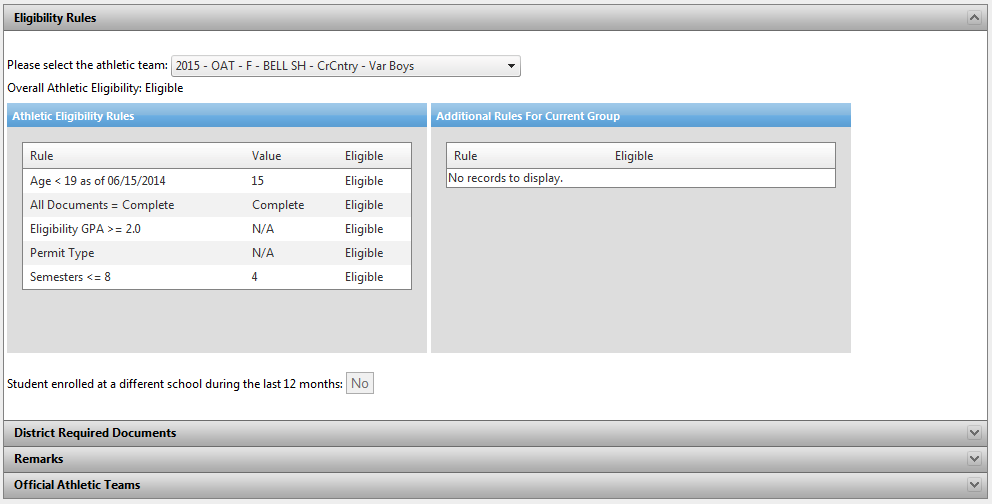 Eligibility Rules
Please select the athletic team: 2015 - OAT - F - BELL SH - CrCntry - Var Boys
Overall Athletic Eligibility: Eligible
Athletic Eligibility Rules
Rule Value Eligible
Age < 19 as of 06/15/2014 15 Eligible
All Documents = Complete Complete Eligible
Eligibility GPA >= 2.0 N/A Eligible
Permit Type N/A Eligible
Semesters <= 8 4 Eligible
Additional Rules For Current Group
Rule Eligible
No records to display.
Student enrolled at a different school during the last 12 months: No
District Required Documents
Remarks
Official Athletic Teams